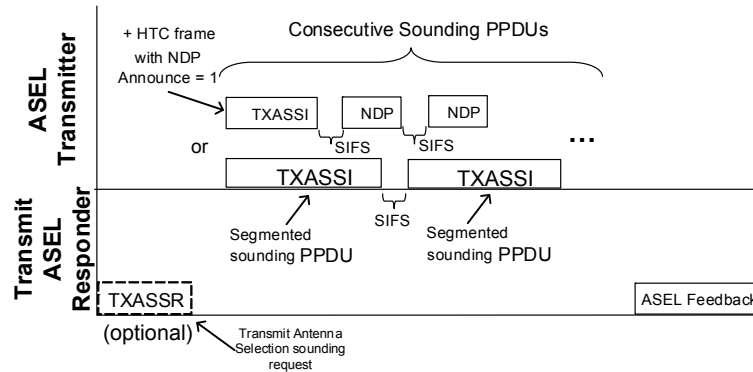 + HTC frame
with NDP
Announce = 1
Consecutive Sounding PPDUs
ASEL
Transmitter
TXASSI
NDP
NDP
SIFS
SIFS
...
or
TXASSI
TXASSI
SIFS
Segmented
sounding PPDU
Segmented
sounding PPDU
Transmit
ASEL
Responder
TXASSR
(optional)
Transmit Antenna
Selection sounding
request
ASEL Feedback